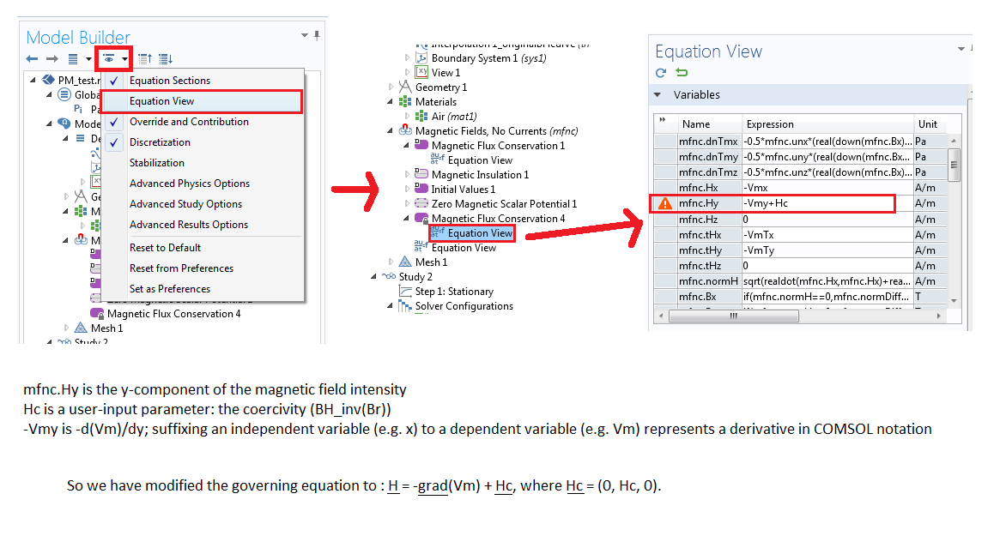 Model Builder
PM_test.
Globa
Pi Pa
Mode
De
Ge
M
M
Equation Sections
Equation View
Override and Contribution
Discretization
Stabilization
Advanced Physics Options
Advanced Study Options
Advanced Results Options
Reset to Default
Reset from Preferences
Set as Preferences
Magnetic Flux Conservation 4
Mesh 1
Study 2
Boundary System 1 (sys1)
View 1
Geometry 1
Materials
Air (mat1)
Magnetic Fields, No Currents (mfnc)
Magnetic Flux Conservation 1
Equation View
Magnetic Insulation 1
Initial Values 1
Zero Magnetic Scalar Potential 1
Magnetic Flux Conservation 4
Equation View
Equation View
Mesh 1
Study 2
Step 1: Stationary
Solver Configurations
Equation View
Variables
Name Expression Unit
mfnc.dnTmx -0.5*mfnc.unx*(real(down(mfnc.Bx)... Pa
mfnc.dnTmy -0.5*mfnc.uny*(real(down(mfnc.Bx... Pa
mfnc.dnTmz -0.5*mfnc.unz*(real(down(mfnc.Bx)... Pa
mfnc.Hx -Vmx A/m
mfnc.Hy -Vmy+Hc A/m
mfnc.Hz 0 A/m
mfnc.tHx -VmTx A/m
mfnc.tHy -VmTy A/m
mfnc.tHz 0 A/m
mfnc.normH sqrt(realdot(mfnc.Hx,mfnc.Hx)+rea... A/m
mfnc.Bx if(mfnc.normH==0,mfnc.normDiff... T
mfnc.Hy is the y-component of the magnetic field intensity
Hc is a user-input parameter: the coercivity (BH_inv(Br))
-Vmy is -d(Vm)/dy; suffixing an independent variable (e.g. x) to a dependent variable (e.g. Vm) represents a derivative in COMSOL notation
So we have modified the governing equation to : H = -grad(Vm) + Hc, where Hc = (0, Hc, 0).